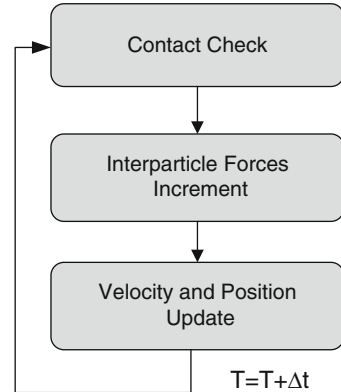 Contact Check
Interparticle Forces
Increment
Velocity and Position
Update
T=T+Δt